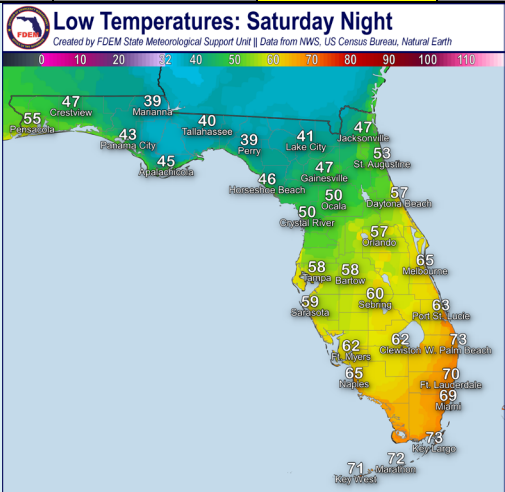 Low Temperatures: Saturday Night
FDEM
Created by FDEM State Meteorological Support Unit || Data from NWS, US Census Bureau, Natural Earth
0 10 20 32 40 50 60 70 80 90 100 110
47
Crestview
39
Marianna
55
Pensacola
43
Panama City
40
Tallahassee
45
Apalachicola
39
Perry
41
Lake City
47
Jacksonville
53
St. Augustine
47
Gainesville
46
Horseshoe Beach
50
Ocala
57
Daytona Beach
50
Crystal River
57
Orlando
65
Melbourne
58
Tampa
58
Bartow
59
Sarasota
60
Sebring
63
Port St. Lucie
62
Ft. Myers
62
Clewiston
73
W. Palm Beach
65
Naples
70
Ft. Lauderdale
69
Miami
73
Key Largo
72
Marathon
71
Key West